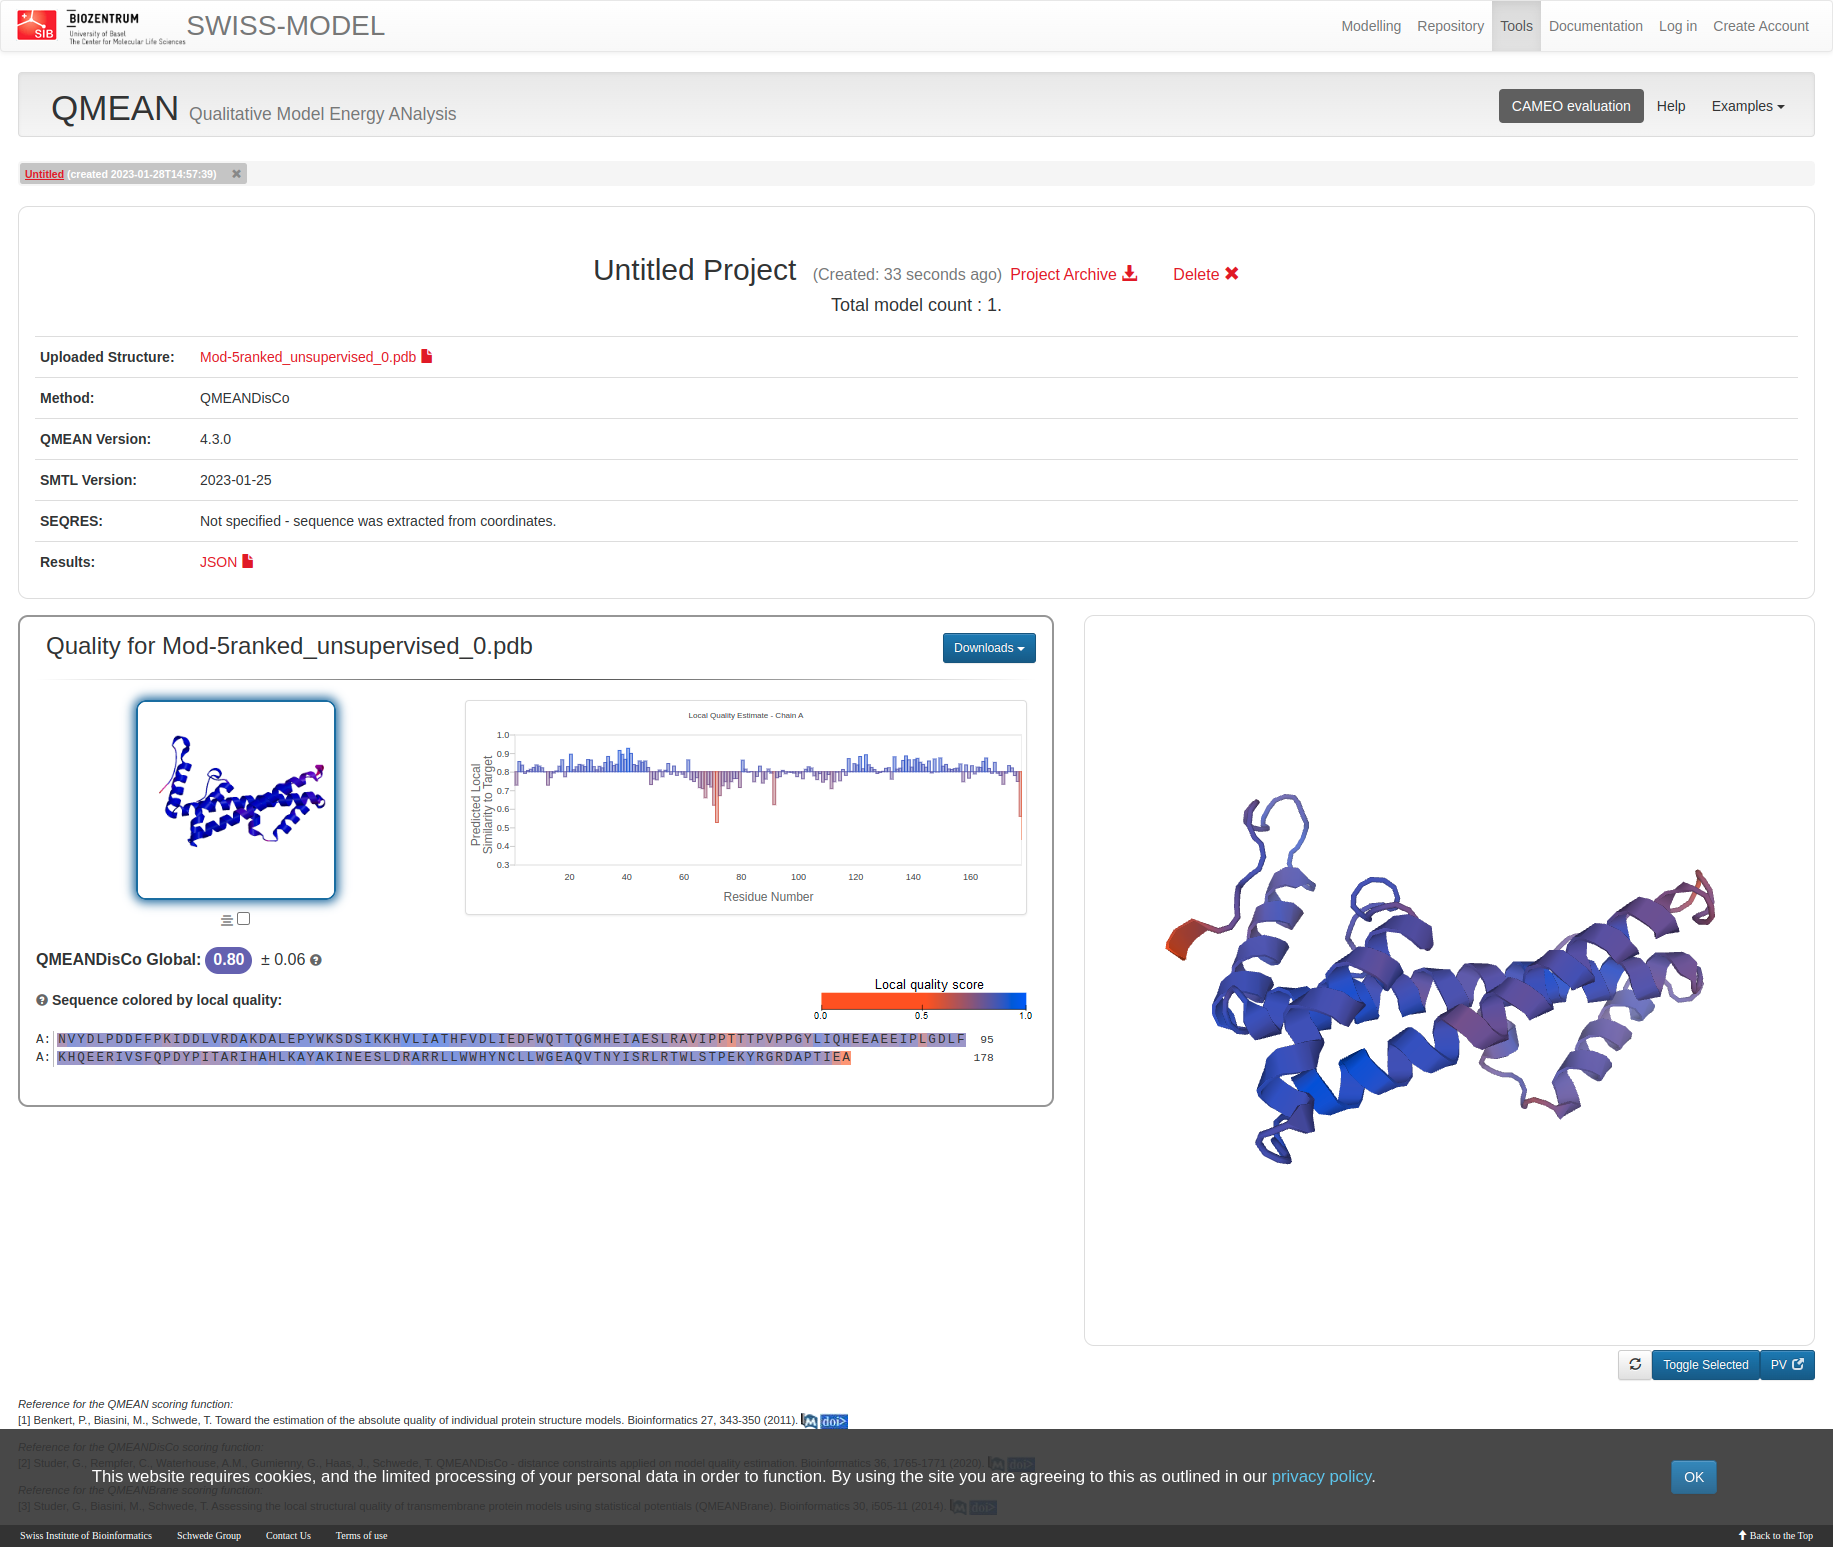 SIB
BIOZENTRUM
University of Basel
The Center for Molecular Life Sciences
SWISS-MODEL
Modelling Repository Tools Documentation Log in Create Account
QMEAN Qualitative Model Energy ANalysis
CAMEO evaluation Help Examples
Untitled (created 2023-01-28T14:57:39)
Untitled Project (Created: 33 seconds ago) Project Archive Delete
Total model count : 1.
Uploaded Structure: Mod-5ranked_unsupervised_0.pdb
Method: QMEANDisCo
QMEAN Version: 4.3.0
SMTL Version: 2023-01-25
SEQRES: Not specified - sequence was extracted from coordinates.
Results: JSON
Quality for Mod-5ranked_unsupervised_0.pdb
Downloads
Local Quality Estimate - Chain A
Predicted Local
Similarity to Target
1.0
0.9
0.8
0.7
0.6
0.5
0.4
0.3
20 40 60 80 100 120 140 160
Residue Number
QMEANDisCo Global: 0.80 ± 0.06
Sequence colored by local quality:
Local quality score
0.0 0.5 1.0
A: NVYDLPDDFFPKIDDLVRDAKDALEPYWKSDSIKKHVLIATHFVDLIEDFWQTTQGMHEIAESLRAVIPPTTTPVPPGYLIQHEEAEEIPLGDLF 95
A: KHQEERIVSFQPDYPITARIHAHLKAYAKINEESLDRARRLLWWHYNCLLWGEAQVTNYISRLRTWLSTPEKYRGRDAPTIEA 178
Toggle Selected PV
Reference for the QMEAN scoring function:
[1] Benkert, P., Biasini, M., Schwede, T. Toward the estimation of the absolute quality of individual protein structure models. Bioinformatics 27, 343-350 (2011). M doi>
Reference for the QMEANDisCo scoring function:
[2] Studer, G., Rempfer, C., Waterhouse, A.M., Gumienny, G., Haas, J., Schwede, T. QMEANDisCo - distance constraints applied on model quality estimation. Bioinformatics 36, 1765-1771 (2020). M doi>
This website requires cookies, and the limited processing of your personal data in order to function. By using the site you are agreeing to this as outlined in our privacy policy.
OK
Reference for the QMEANBrane scoring function:
[3] Studer, G., Biasini, M., Schwede, T. Assessing the local structural quality of transmembrane protein models using statistical potentials (QMEANBrane). Bioinformatics 30, i505-11 (2014). M doi>
Swiss Institute of Bioinformatics Schwede Group Contact Us Terms of use
Back to the Top